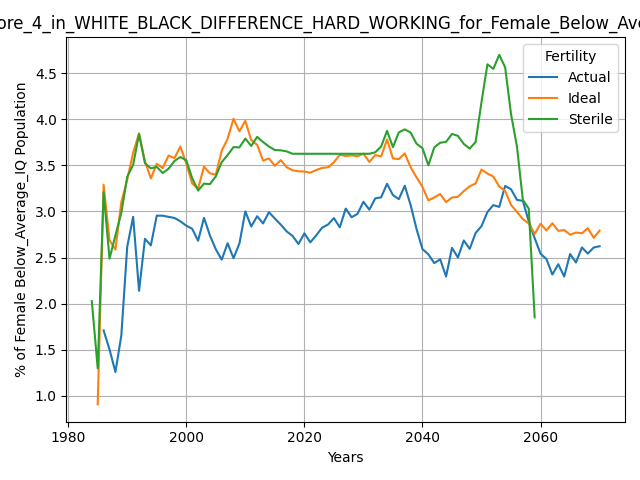 ore_4_in_WHITE_BLACK_DIFFERENCE_HARD_WORKING_for_Female_Below_Ave
Fertility
Actual
Ideal
Sterile
% of Female Below_Average_IQ Population
4.5
4.0
3.5
3.0
2.5
2.0
1.5
1.0
1980
2000
2020
2040
2060
Years